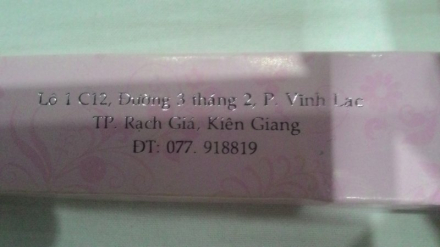 Lô 1 C12, Đường 3 tháng 2, P. Vĩnh Lạc
TP. Rạch Giá, Kiên Giang
ĐT: 077. 918819